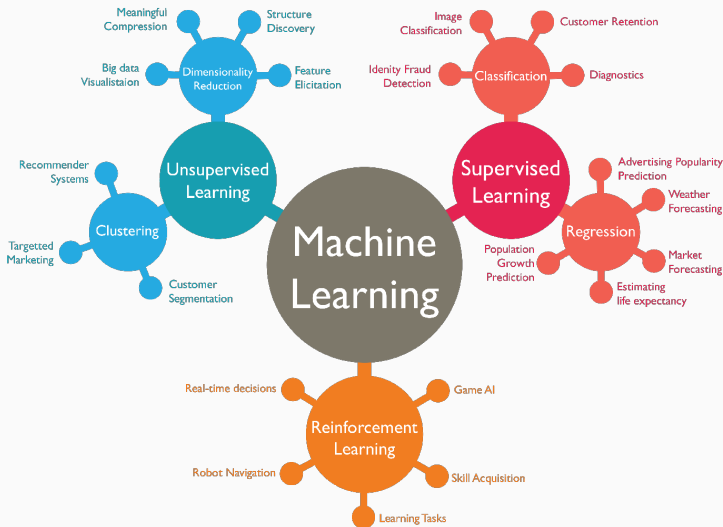 Meaningful
Compression
Structure
Discovery
Big data
Visualistaion
Dimensionality
Reduction
Feature
Elicitation
Unsupervised
Learning
Recommender
Systems
Clustering
Targetted
Marketing
Customer
Segmentation
Machine
Learning
Image
Classification
Customer Retention
Idenity Fraud
Detection
Classification
Diagnostics
Supervised
Learning
Advertising Popularity
Prediction
Weather
Forecasting
Regression
Population
Growth
Prediction
Market
Forecasting
Estimating
life expectancy
Real-time decisions
Game AI
Reinforcement
Learning
Robot Navigation
Skill Acquisition
Learning Tasks